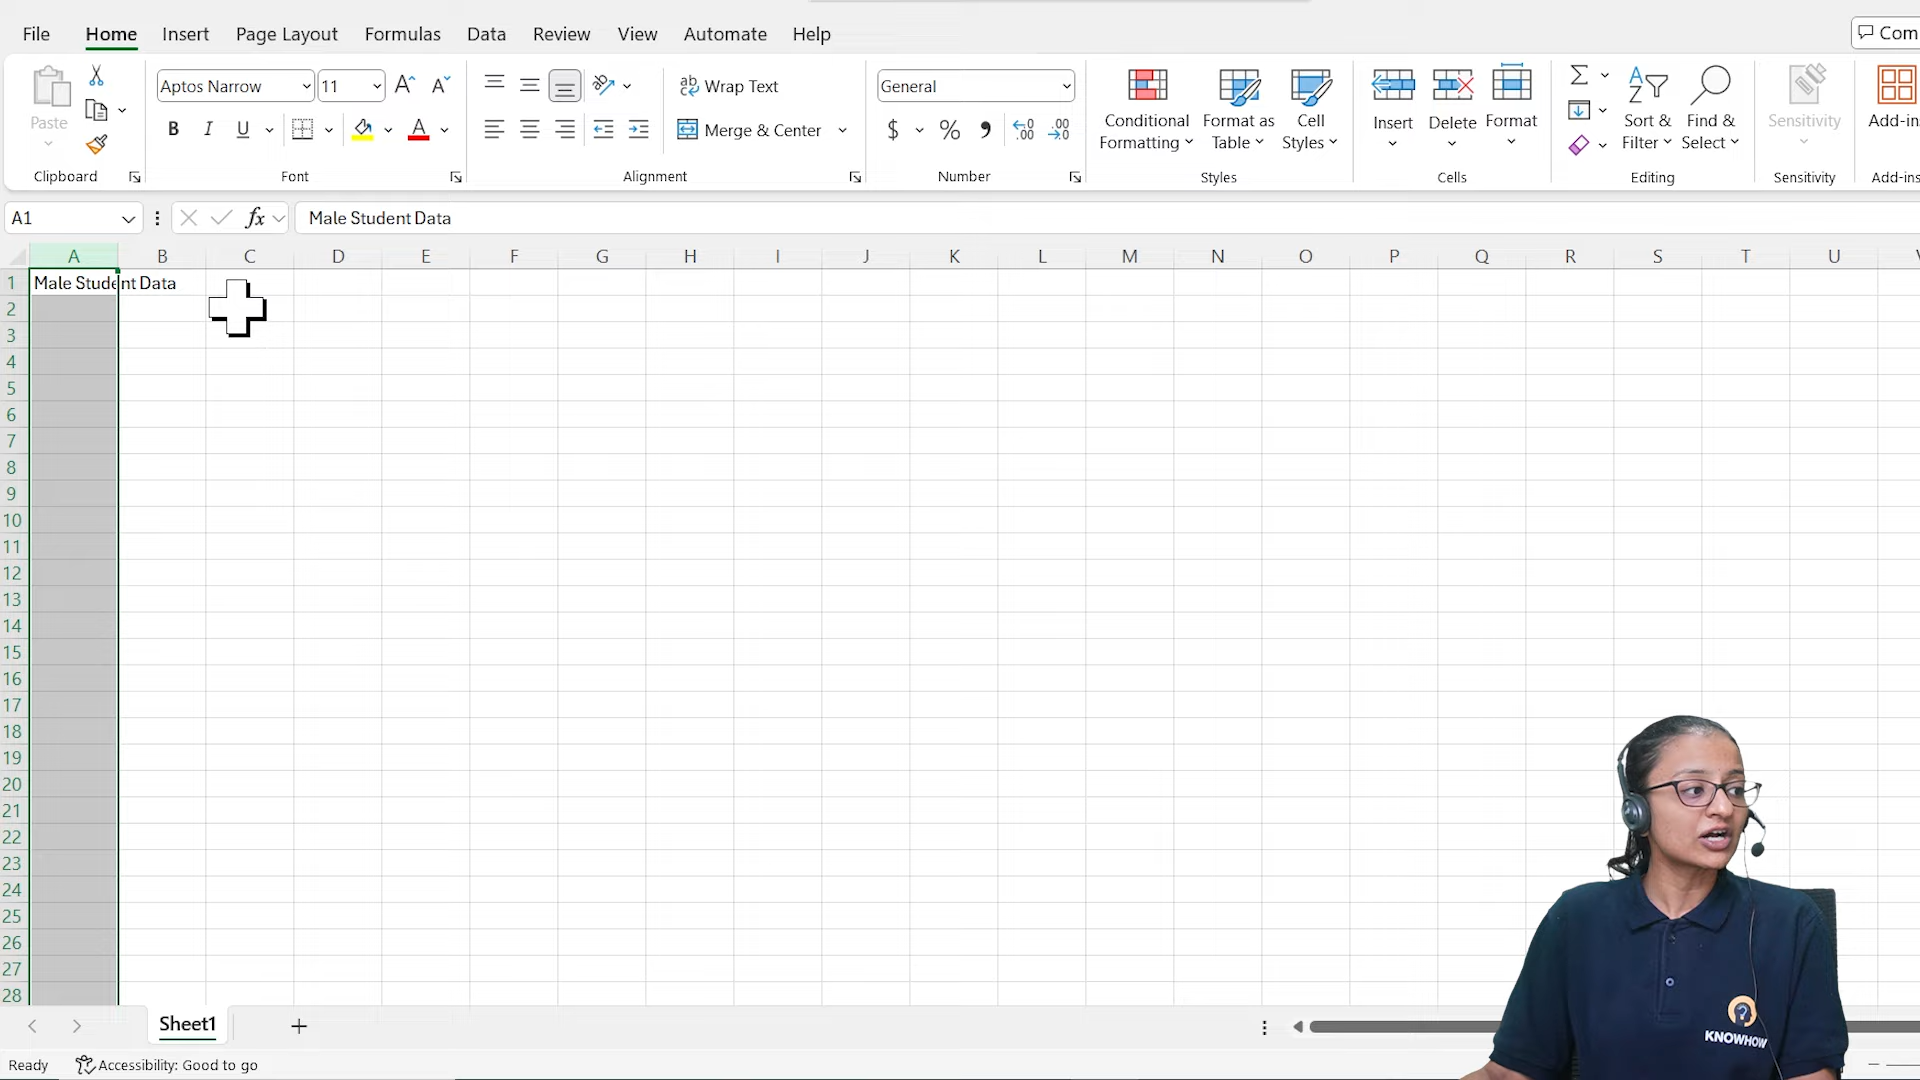 File Home Insert Page Layout Formulas Data Review View Automate Help Com
Paste
Clipboard
Aptos Narrow 11
B I U A
Font
Wrap Text
Merge & Center
Alignment
General
$ %
Number
Conditional Formatting
Format as Table
Cell Styles
Styles
Insert Delete Format
Cells
Sort & Filter
Find & Select
Editing
Sensitivity
Sensitivity
Add-ins
Add-ins
A1 fx Male Student Data
A B C D E F G H I J K L M N O P Q R S T U
1 Male Student Data
2
3
4
5
6
7
8
9
10
11
12
13
14
15
16
17
18
19
20
21
22
23
24
25
26
27
28
KNOWHOW
Sheet1
Ready Accessibility: Good to go